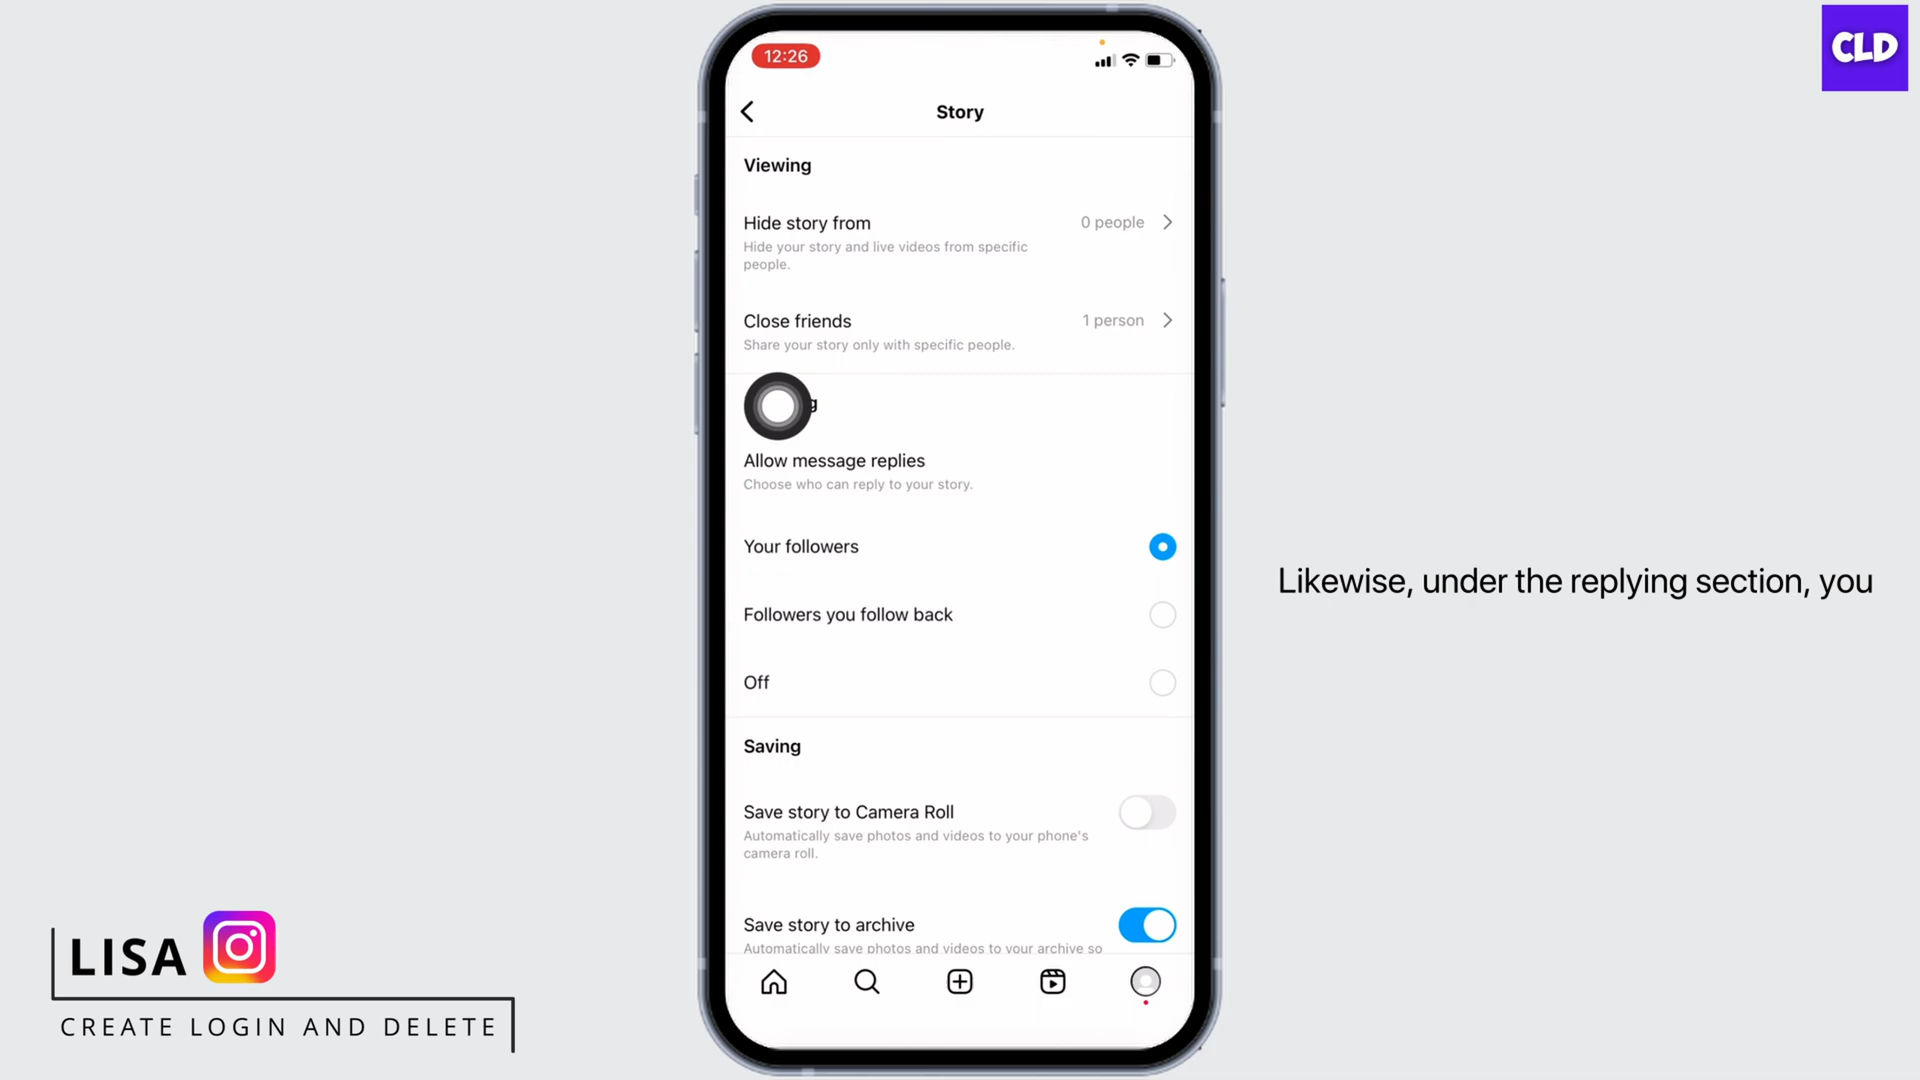 CLD
12:26
Story
Viewing
Hide story from
0 people
Hide your story and live videos from specific
people.
Close friends
1 person
Share your story only with specific people.
g
Allow message replies
Choose who can reply to your story.
Your followers
Followers you follow back
Off
Saving
Save story to Camera Roll
Automatically save photos and videos to your phone's
camera roll.
Save story to archive
Automatically save photos and videos to your archive so
Likewise, under the replying section, you
LISA
CREATE LOGIN AND DELETE